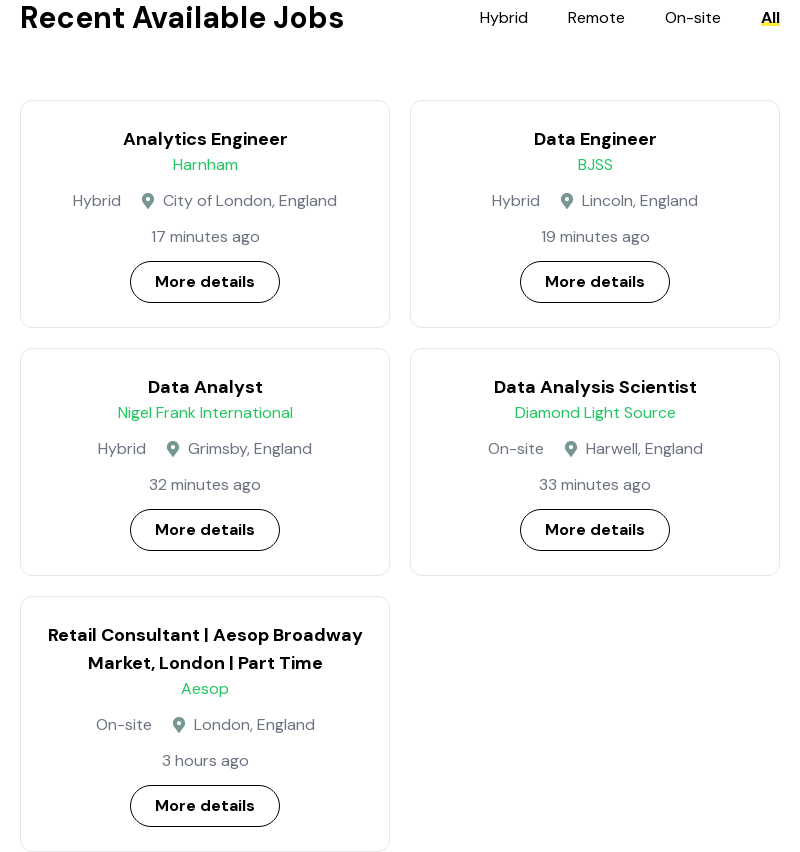 Recent Available Jobs
Hybrid Remote On-site All
Analytics Engineer
Harnham
Hybrid City of London, England
17 minutes ago
More details
Data Engineer
BJSS
Hybrid Lincoln, England
19 minutes ago
More details
Data Analyst
Nigel Frank International
Hybrid Grimsby, England
32 minutes ago
More details
Data Analysis Scientist
Diamond Light Source
On-site Harwell, England
33 minutes ago
More details
Retail Consultant | Aesop Broadway
Market, London | Part Time
Aesop
On-site London, England
3 hours ago
More details